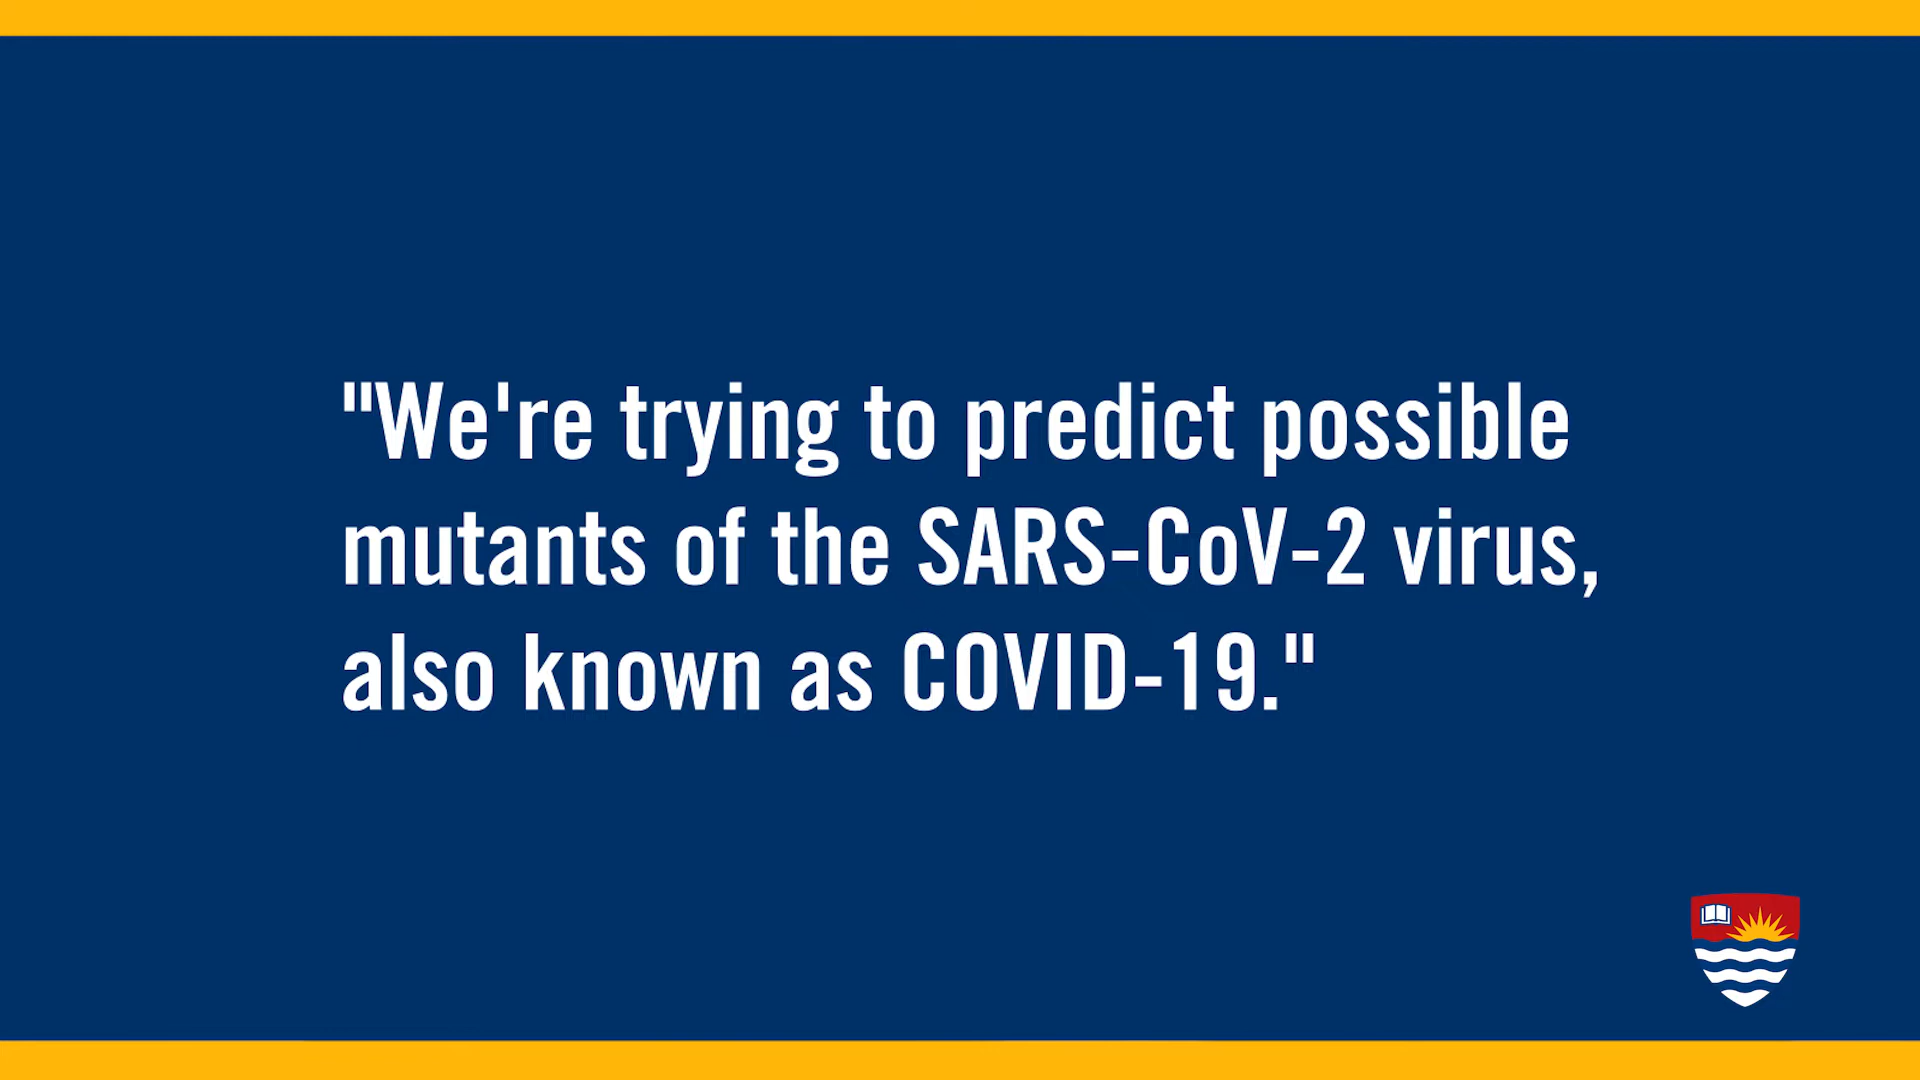 "We're trying to predict possible
mutants of the SARS-CoV-2 virus,
also known as COVID-19."